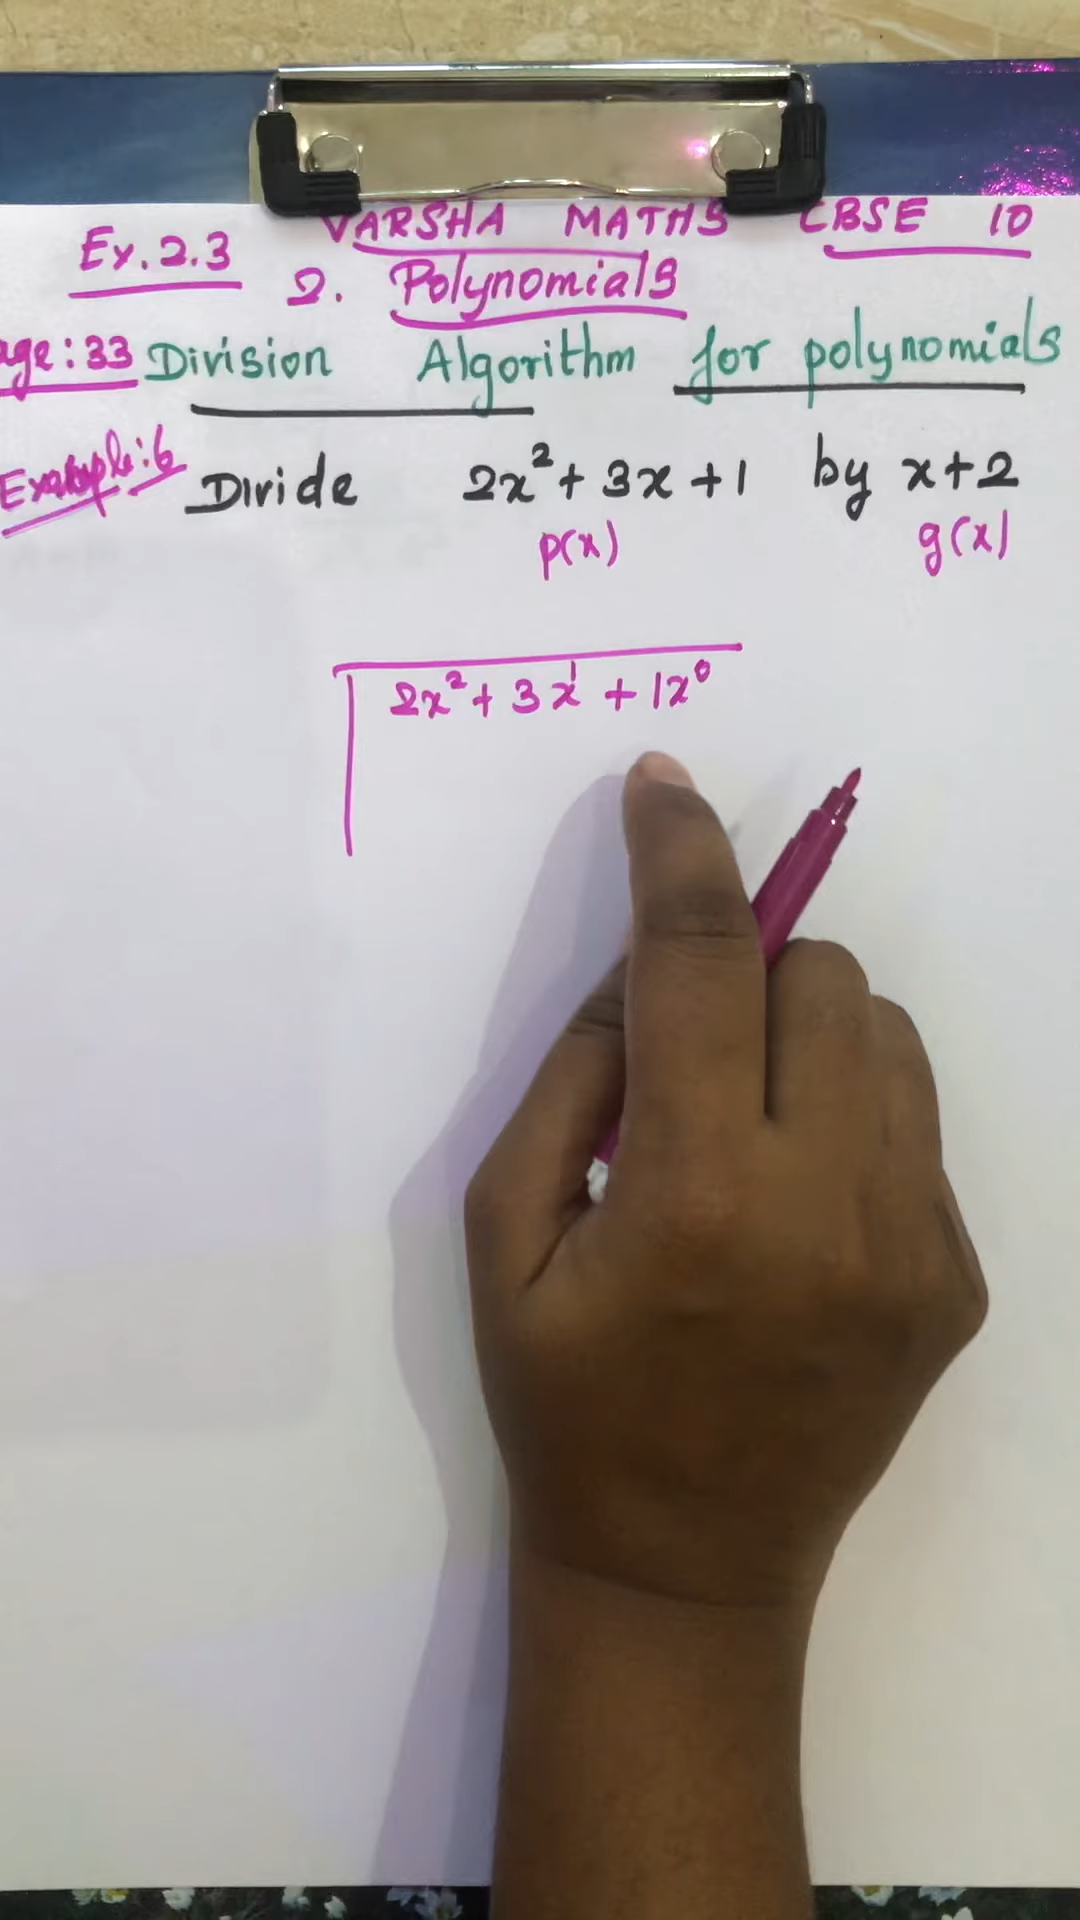 VARSHA MATHS CBSE 10
Ex. 2.3
2. Polynomials
age: 33 Division Algorithm for polynomials
Example: 6 Divide 2x² + 3x + 1 by x + 2
p(x) g(x)
2x² + 3x¹ + 1x⁰